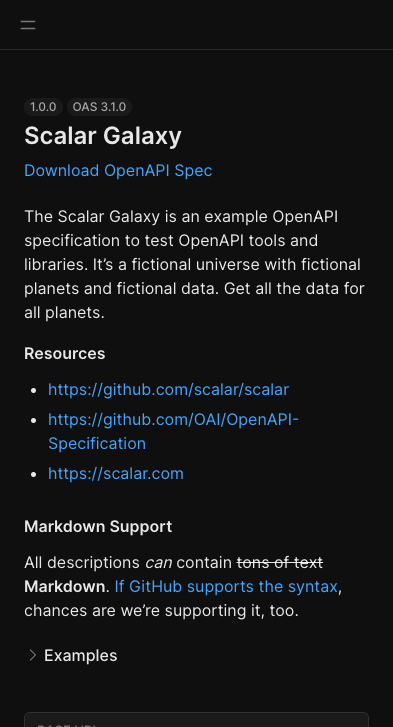 1.0.0 OAS 3.1.0
Scalar Galaxy
Download OpenAPI Spec
The Scalar Galaxy is an example OpenAPI
specification to test OpenAPI tools and
libraries. It’s a fictional universe with fictional
planets and fictional data. Get all the data for
all planets.
Resources
https://github.com/scalar/scalar
https://github.com/OAI/OpenAPI-
Specification
https://scalar.com
Markdown Support
All descriptions can contain tons of text
Markdown. If GitHub supports the syntax,
chances are we’re supporting it, too.
Examples